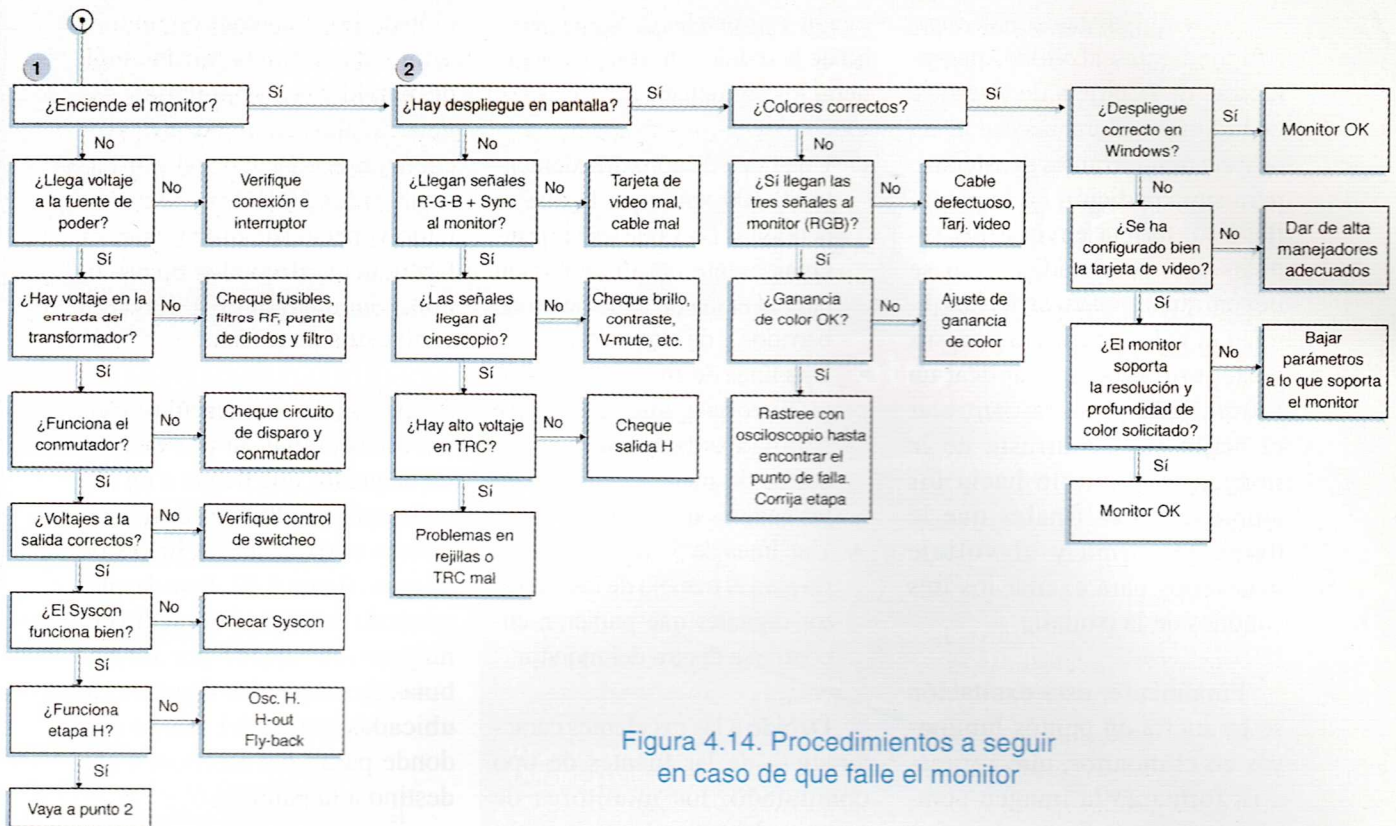 1
¿Enciende el monitor?
Sí
No
¿Llega voltaje
a la fuente de
poder?
No
Verifique
conexión e
interruptor
Sí
¿Hay voltaje en la
entrada del
transformador?
No
Cheque fusibles,
filtros RF, puente
de diodos y filtro
Sí
¿Funciona el
conmutador?
No
Cheque circuito
de disparo y
conmutador
Sí
¿Voltajes a la
salida correctos?
No
Verifique control
de switcheo
Sí
¿El Syscon
funciona bien?
No
Checar Syscon
Sí
¿Funciona
etapa H?
No
Osc. H.
H-out
Fly-back
Sí
Vaya a punto 2
2
¿Hay despliegue en pantalla?
Sí
No
¿Llegan señales
R-G-B + Sync
al monitor?
No
Tarjeta de
video mal,
cable mal
Sí
¿Las señales
llegan al
cinescopio?
No
Cheque brillo,
contraste,
V-mute, etc.
Sí
¿Hay alto voltaje
en TRC?
No
Cheque
salida H
Sí
Problemas en
rejillas o
TRC mal
¿Colores correctos?
Sí
No
¿Sí llegan las
tres señales al
monitor (RGB)?
No
Cable
defectuoso,
Tarj. video
Sí
¿Ganancia
de color OK?
No
Ajuste de
ganancia
de color
Sí
Rastree con
osciloscopio hasta
encontrar el
punto de falla.
Corrija etapa
¿Despliegue
correcto en
Windows?
Sí
Monitor OK
No
¿Se ha
configurado bien
la tarjeta de video?
No
Dar de alta
manejadores
adecuados
Sí
¿El monitor
soporta
la resolución y
profundidad de
color solicitado?
No
Bajar
parámetros
a lo que soporta
el monitor
Sí
Monitor OK
Figura 4.14. Procedimientos a seguir
en caso de que falle el monitor